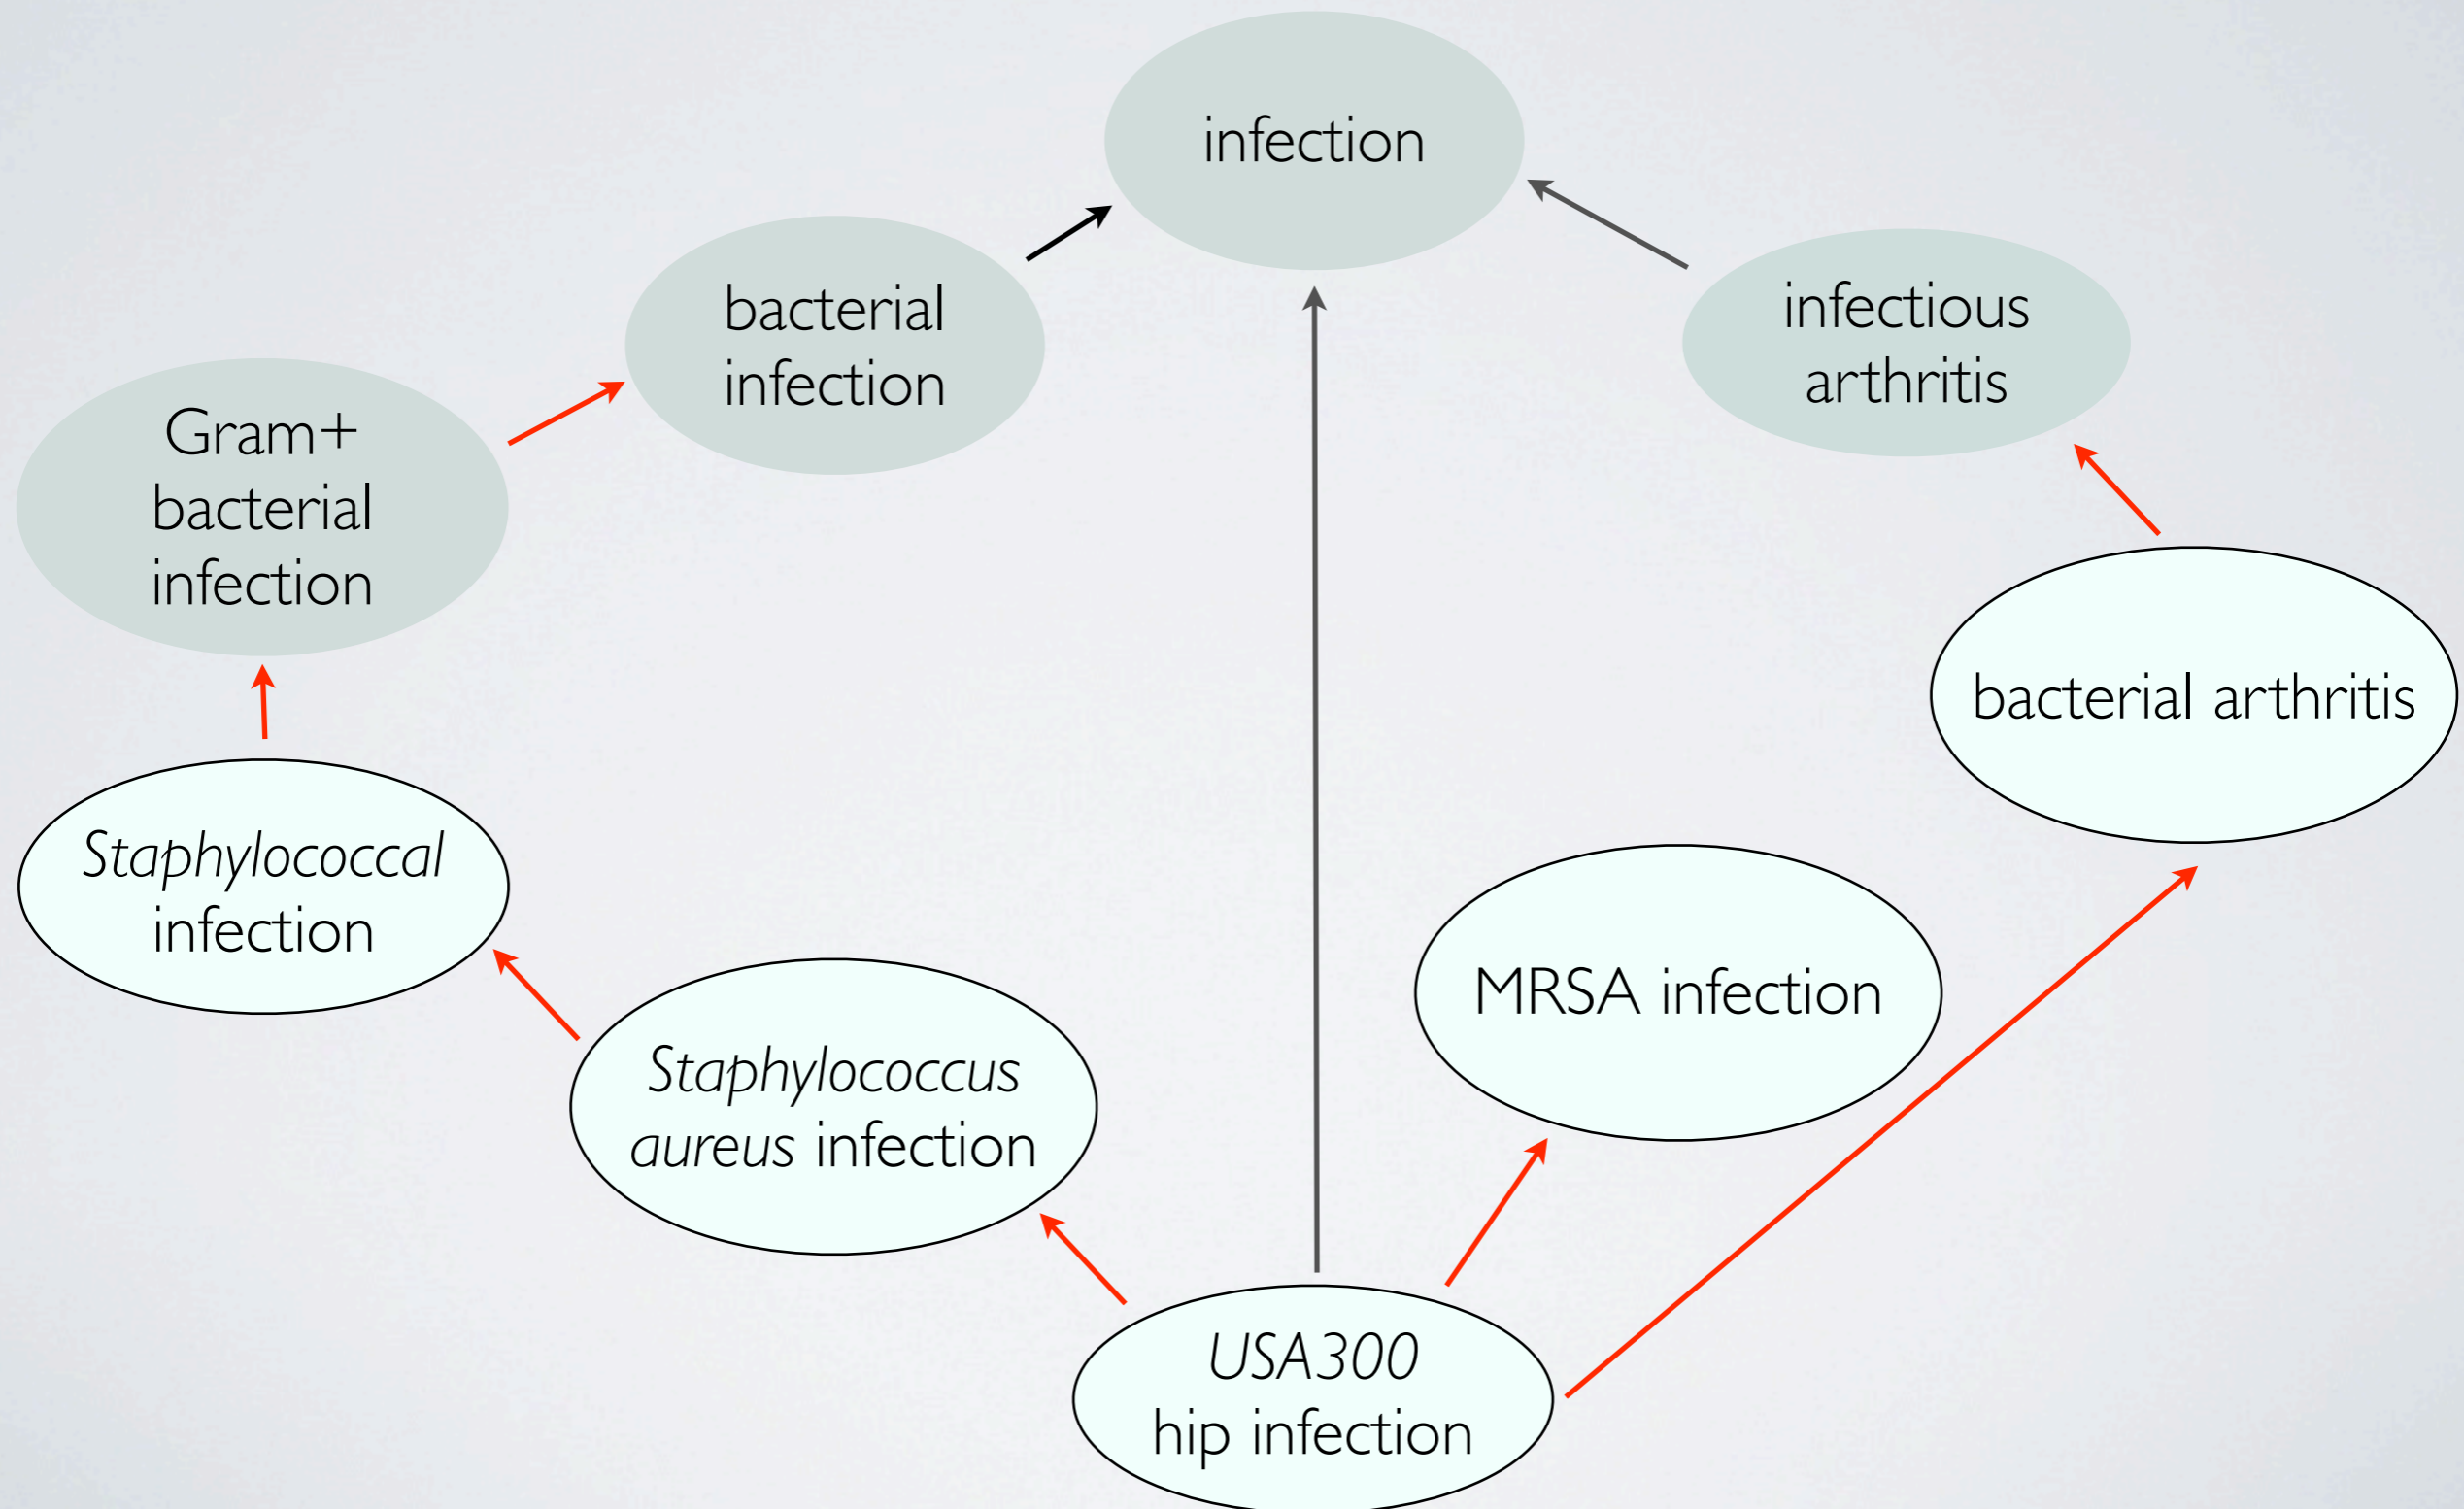 infection
bacterial
infection
infectious
arthritis
Gram+
bacterial
infection
bacterial arthritis
Staphylococcal
infection
MRSA infection
Staphylococcus
aureus infection
USA300
hip infection